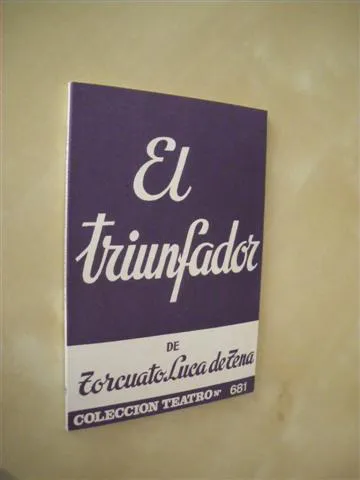 El
triunfador
DE
Torcuato Luca de Tena
COLECCION TEATRO Nº 681